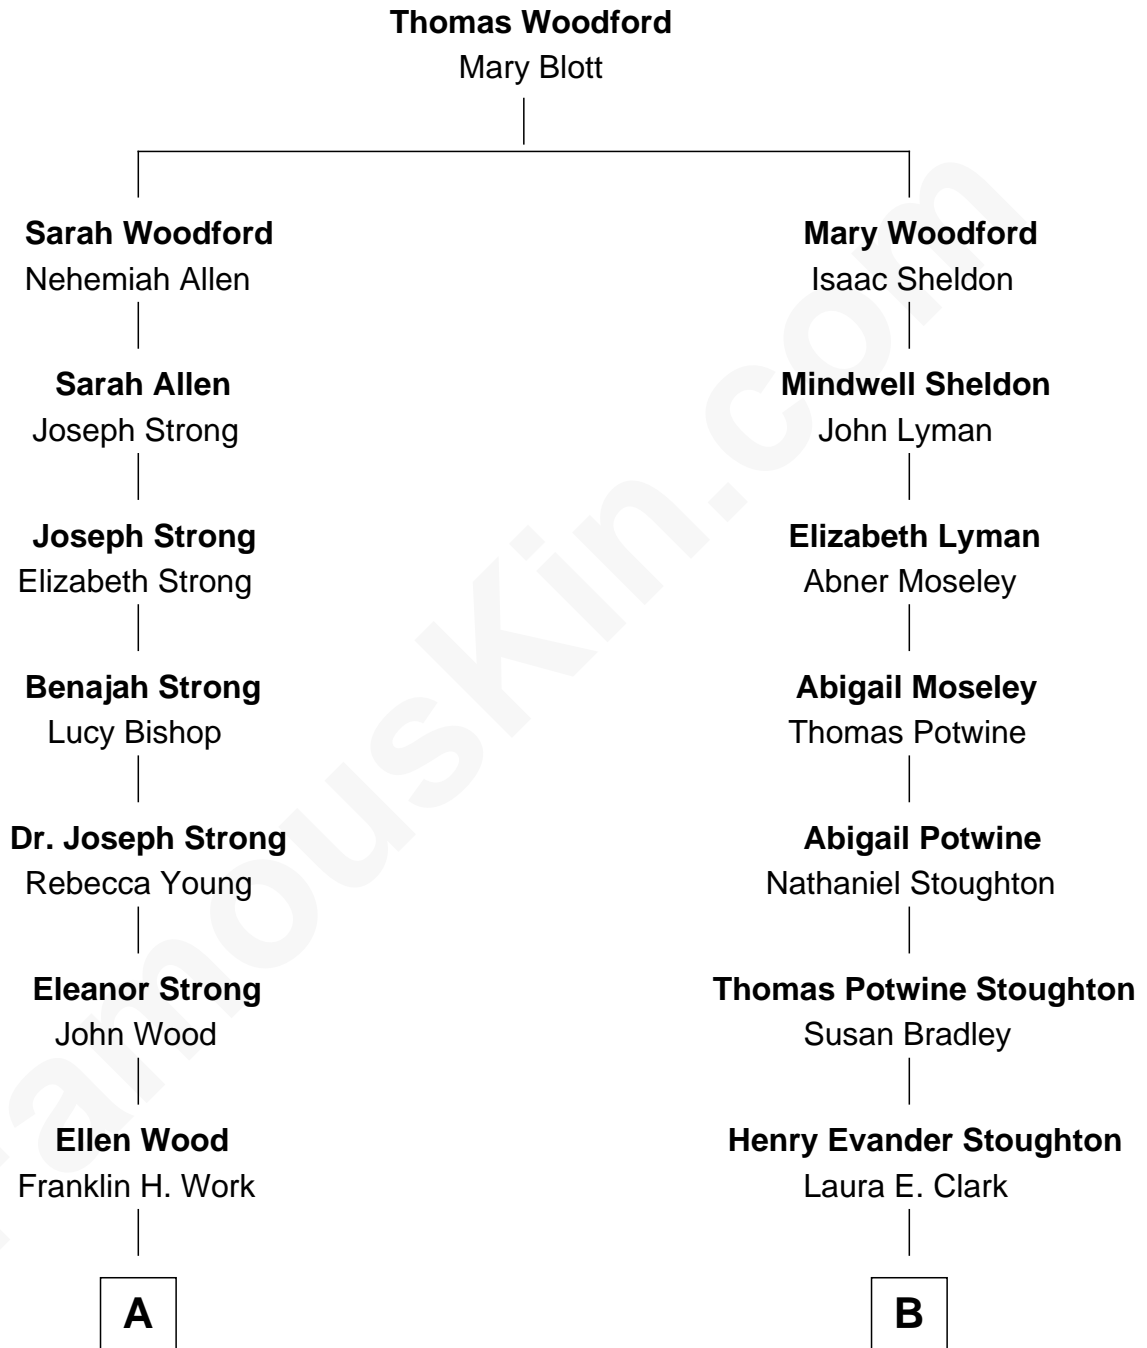 Thomas Woodford
Mary Blott
Sarah Woodford
Nehemiah Allen
Mary Woodford
Isaac Sheldon
Sarah Allen
Joseph Strong
Mindwell Sheldon
John Lyman
Joseph Strong
Elizabeth Strong
Elizabeth Lyman
Abner Moseley
Benajah Strong
Lucy Bishop
Abigail Moseley
Thomas Potwine
Dr. Joseph Strong
Rebecca Young
Abigail Potwine
Nathaniel Stoughton
Eleanor Strong
John Wood
Thomas Potwine Stoughton
Susan Bradley
Ellen Wood
Franklin H. Work
Henry Evander Stoughton
Laura E. Clark
A
B
FamousKin.com